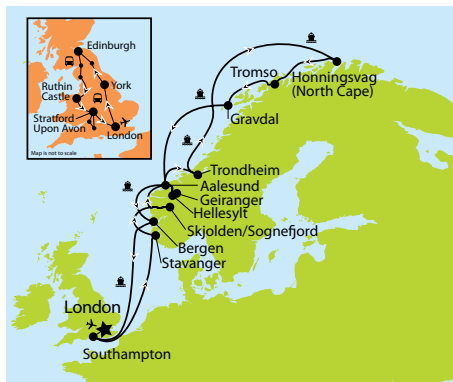 Edinburgh
York
Ruthin
Castle
Stratford
Upon Avon
London
Map is not to scale
Tromso
Honningsvag
(North Cape)
Gravdal
Trondheim
Aalesund
Geiranger
Hellesylt
Skjolden/Sognefjord
Bergen
Stavanger
London
Southampton